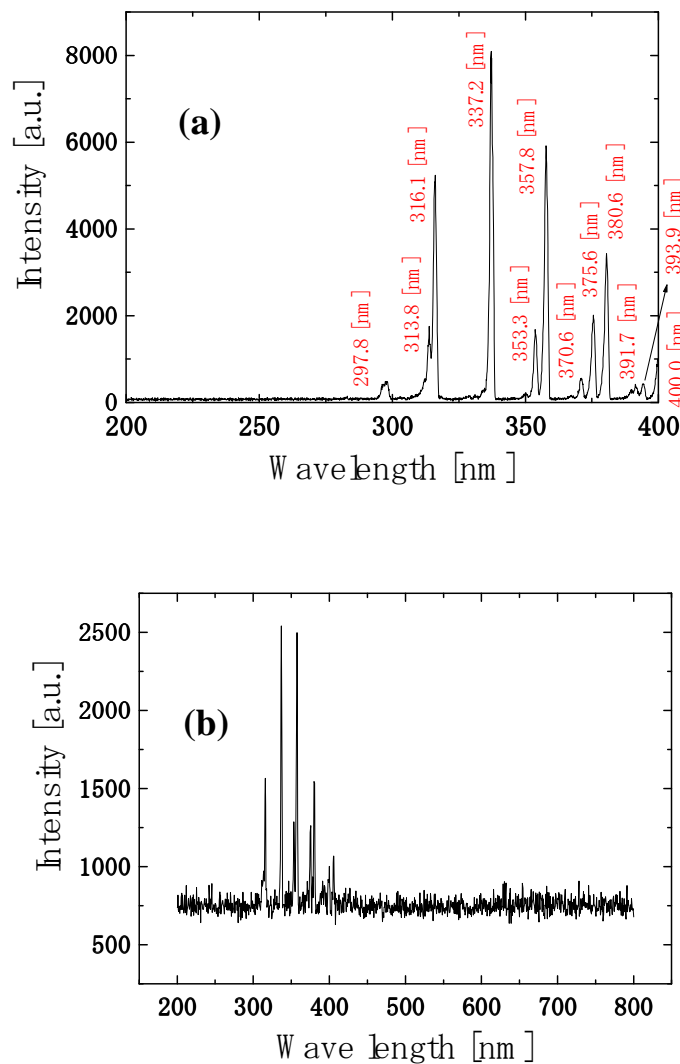 (a)
Intensity [a.u.]
8000
6000
4000
2000
0
297.8 [nm]
313.8 [nm]
316.1 [nm]
337.2 [nm]
353.3 [nm]
357.8 [nm]
370.6 [nm]
375.6 [nm]
380.6 [nm]
391.7 [nm]
393.9 [nm]
400.0 [nm]
200 250 300 350 400
Wavelength [nm]
(b)
Intensity [a.u.]
2500
2000
1500
1000
500
200 300 400 500 600 700 800
Wavelength [nm]